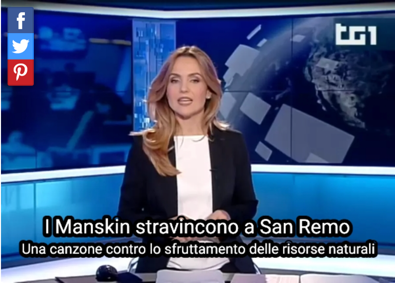 tG1
I Manskin stravincono a San Remo
Una canzone contro lo sfruttamento delle risorse naturali